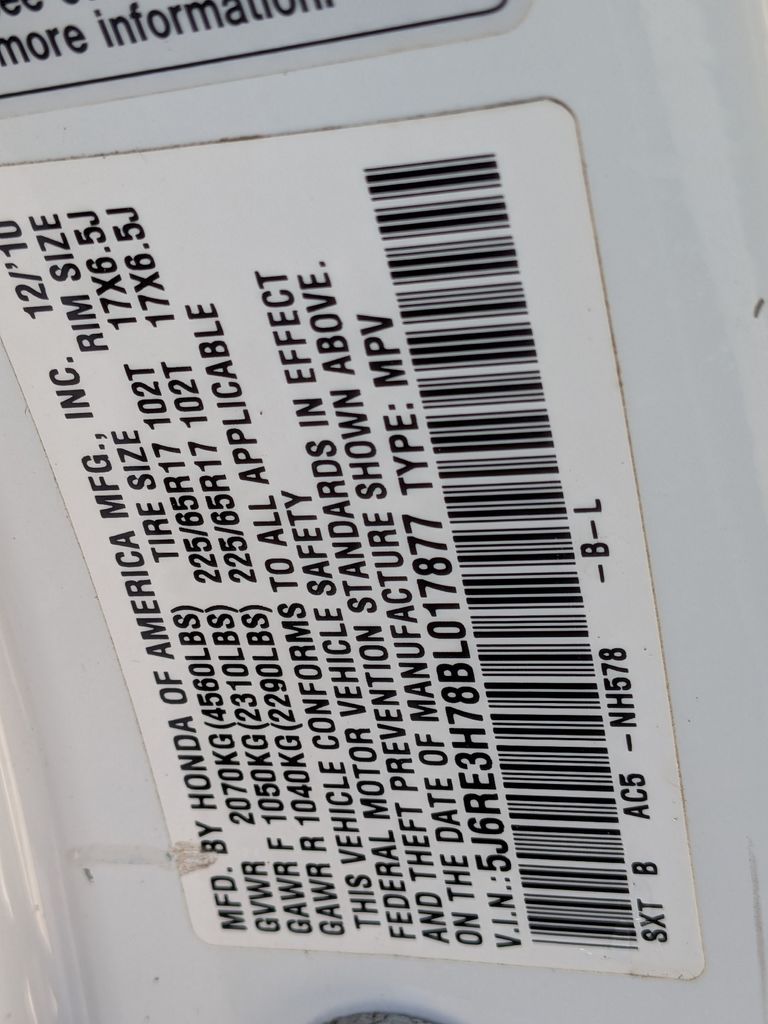 more information.
MFD. BY HONDA OF AMERICA MFG., INC. 12/'10
GVWR 2070KG(4560LBS) TIRE SIZE RIM SIZE
GAWR F 1050KG(2310LBS) 225/65R17 102T 17X6.5J
GAWR R 1040KG(2290LBS) 225/65R17 102T 17X6.5J
THIS VEHICLE CONFORMS TO ALL APPLICABLE
FEDERAL MOTOR VEHICLE SAFETY
AND THEFT PREVENTION STANDARDS IN EFFECT
ON THE DATE OF MANUFACTURE SHOWN ABOVE.
V.I.N.:5J6RE3H78BL017877 TYPE: MPV
SXT B AC5 -NH578 -B-L